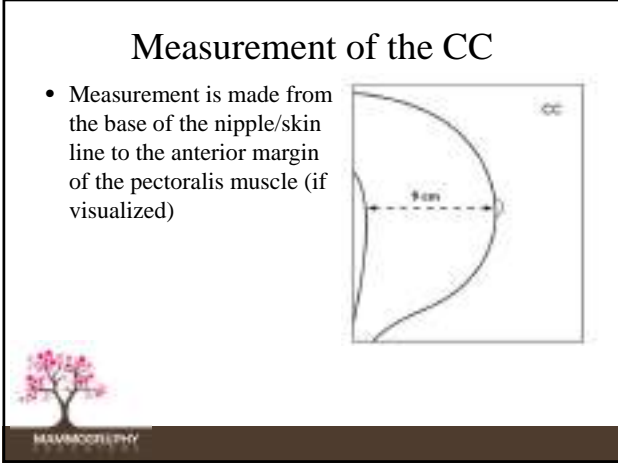 Measurement of the CC
• Measurement is made from
the base of the nipple/skin
line to the anterior margin
of the pectoralis muscle (if
visualized)
CC
9 cm
MAMMOGRAPHY